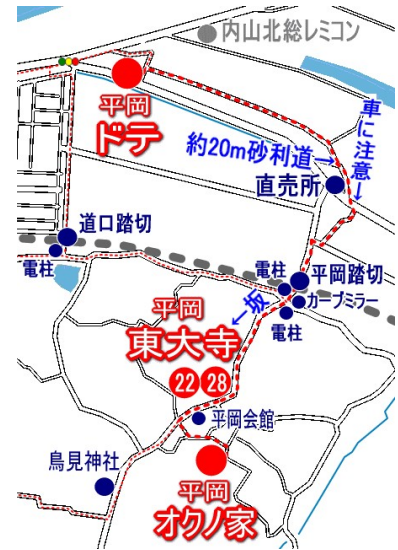 内山北総レミコン
平岡
ドテ
車に注意→
約20m砂利道→
直売所
道口踏切
電柱
電柱
平岡踏切
カーブミラー
電柱
←坂
平岡
東大寺
22 28
平岡会館
鳥見神社
平岡
オクノ家